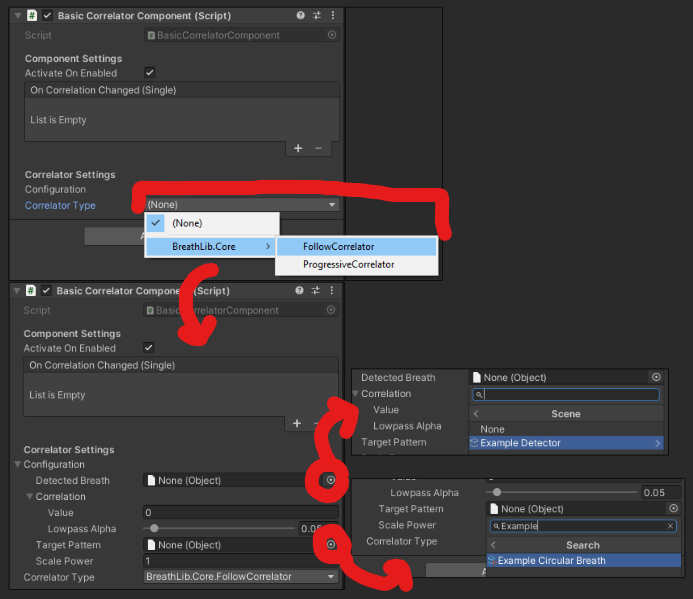 Basic Correlator Component (Script)
Script
BasicCorrelatorComponent
Component Settings
Activate On Enabled
On Correlation Changed (Single)
List is Empty
+ −
Correlator Settings
Configuration
Correlator Type (None)
(None)
BreathLib.Core
FollowCorrelator
ProgressiveCorrelator
Basic Correlator Component (Script)
Script
BasicCorrelatorComponent
Component Settings
Activate On Enabled
On Correlation Changed (Single)
List is Empty
+
Correlator Settings
Configuration
Detected Breath None (Object)
Correlation
Value 0
Lowpass Alpha 0.05
Target Pattern None (Object)
Scale Power 1
Correlator Type BreathLib.Core.FollowCorrelator
Detected Breath None (Object)
Correlation
Value
Scene
Lowpass Alpha
None
Target Pattern
Example Detector
Lowpass Alpha 0.05
Target Pattern None (Object)
Scale Power
Example
Correlator Type
Search
Example Circular Breath